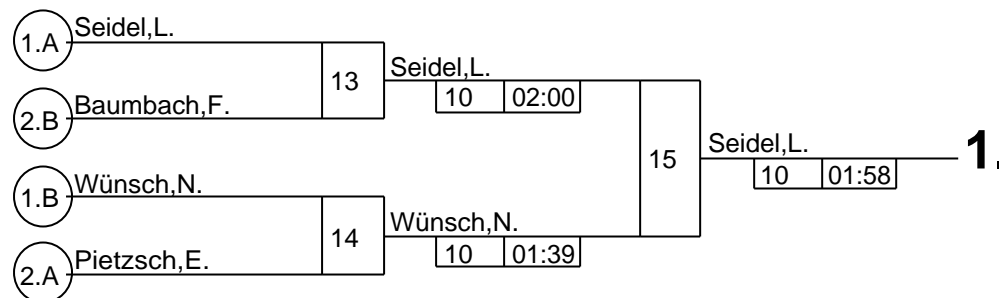 1.A Seidel,L.
13 Seidel,L.
10 02:00
2.B Baumbach,F.
15 Seidel,L. 1.
10 01:58
1.B Wünsch,N.
14 Wünsch,N.
10 01:39
2.A Pietzsch,E.